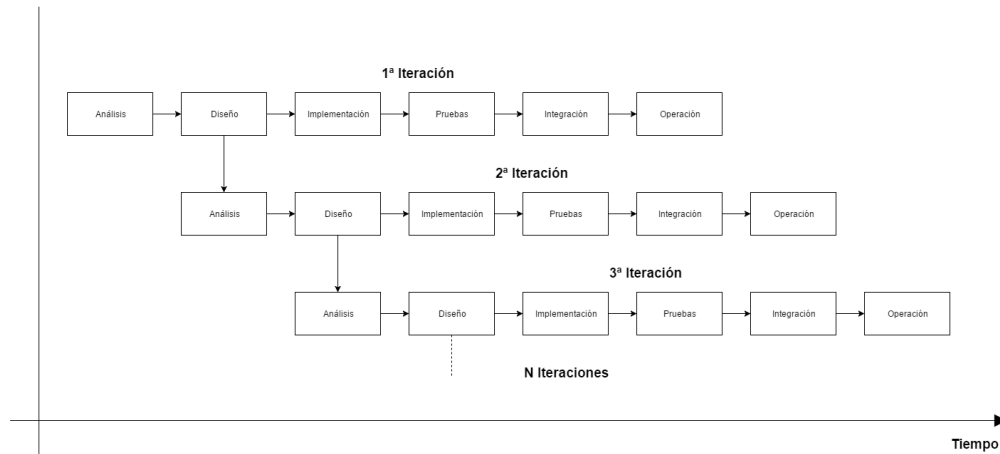 1ª Iteración
Análisis
Diseño
Implementación
Pruebas
Integración
Operación
2ª Iteración
Análisis
Diseño
Implementación
Pruebas
Integración
Operación
3ª Iteración
Análisis
Diseño
Implementación
Pruebas
Integración
Operación
N Iteraciones
Tiempo